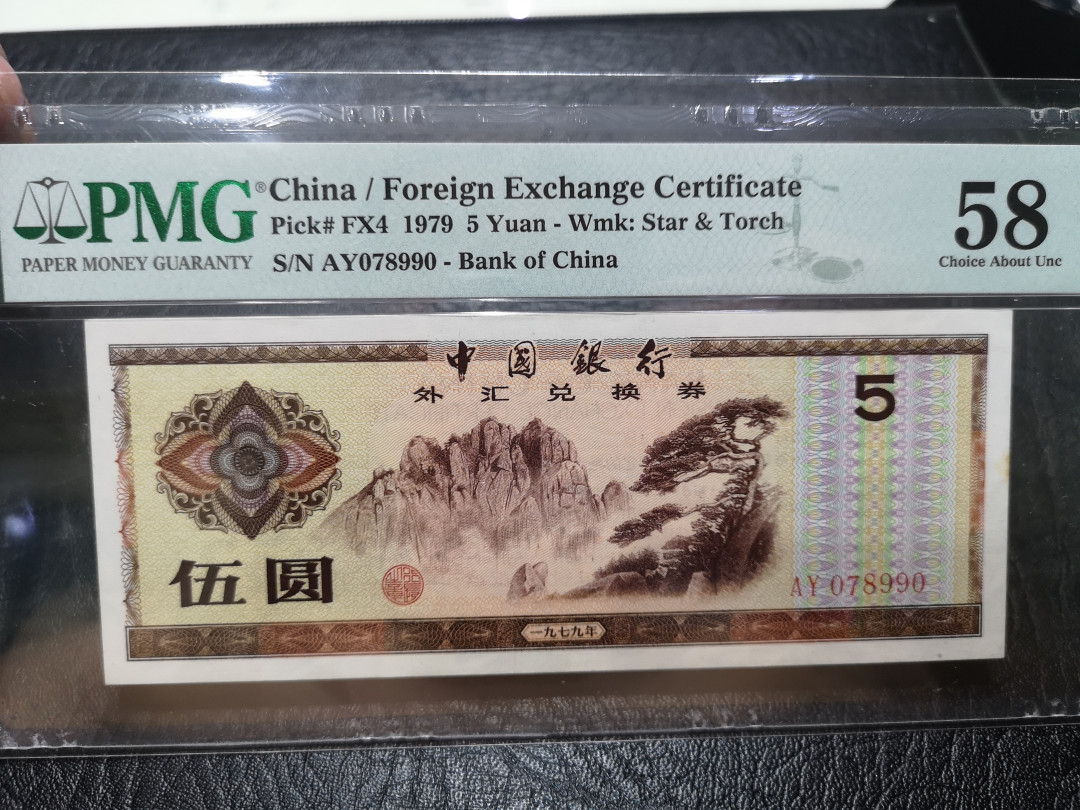 PMG® China / Foreign Exchange Certificate
Pick# FX4 1979 5 Yuan - Wmk: Star & Torch
PAPER MONEY GUARANTY S/N AY078990 - Bank of China
58
Choice About Unc
中國銀行
外汇兑换券
5
伍圆
AY 078990
一九七九年